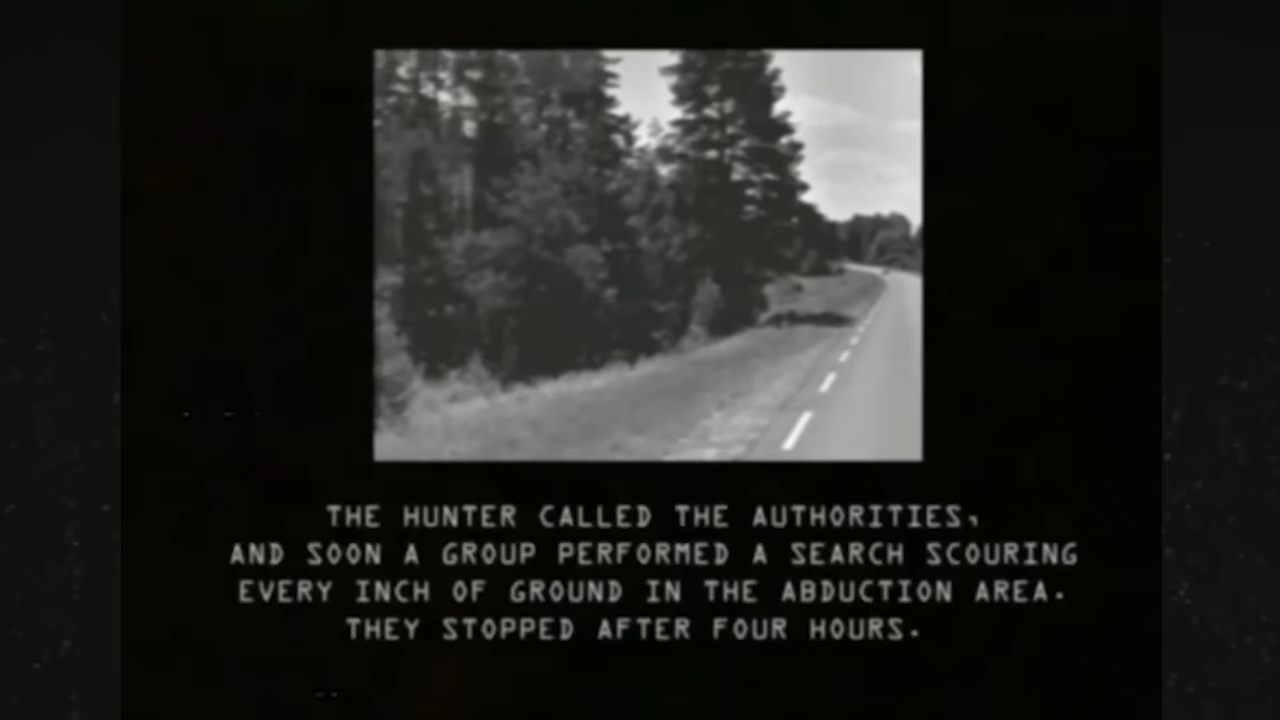 THE HUNTER CALLED THE AUTHORITIES,
AND SOON A GROUP PERFORMED A SEARCH SCOURING
EVERY INCH OF GROUND IN THE ABDUCTION AREA.
THEY STOPPED AFTER FOUR HOURS.